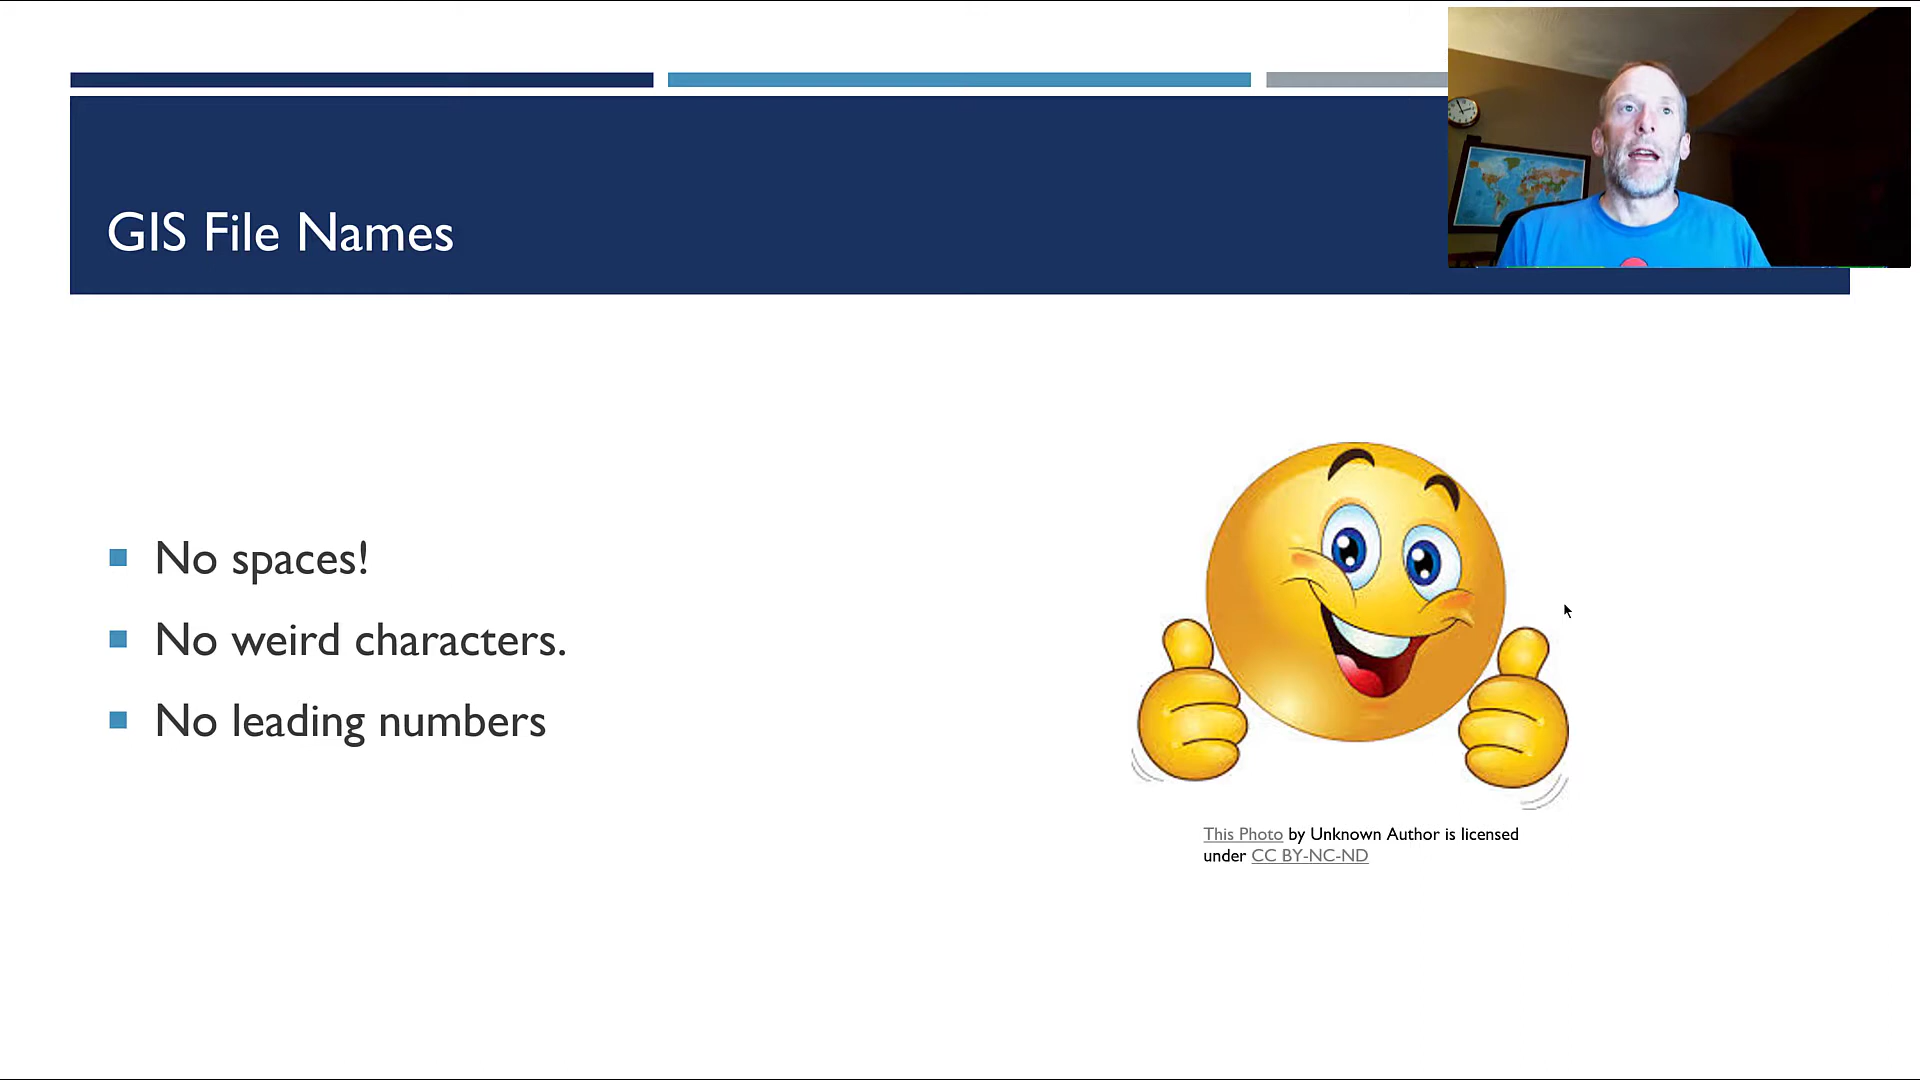 GIS File Names
No spaces!
No weird characters.
No leading numbers
This Photo by Unknown Author is licensed
under CC BY-NC-ND